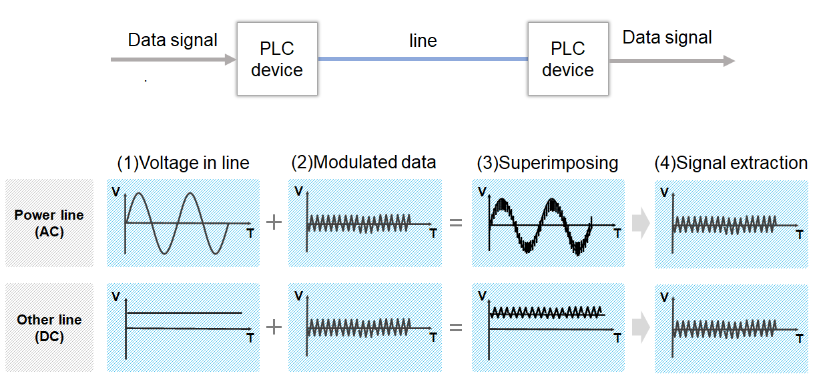 Data signal
PLC
device
line
PLC
device
Data signal
(1)Voltage in line
(2)Modulated data
(3)Superimposing
(4)Signal extraction
Power line
(AC)
V
T
+
V
T
=
V
T
V
T
Other line
(DC)
V
T
+
V
T
=
V
T
V
T